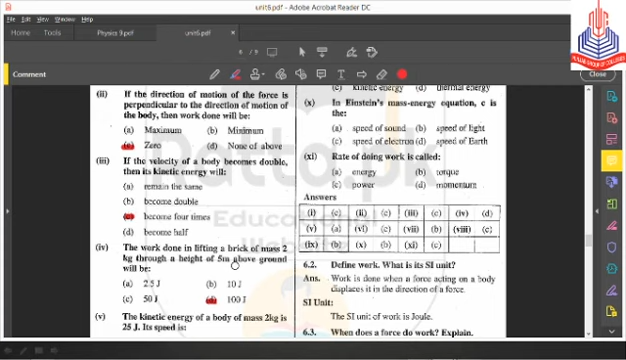 unit6.pdf - Adobe Acrobat Reader DC
File Edit View Window Help
Home Tools Physics 9.pdf unit6.pdf ×
6 / 9
Comment
Close
(ii) If the direction of motion of the force is
perpendicular to the direction of motion of
the body, then work done will be:
(a) Maximum (b) Minimum
(c) Zero (d) None of above
(iii) If the velocity of a body becomes double,
then its kinetic energy will:
(a) remain the same
(b) become double
(c) become four times
(d) become half
(iv) The work done in lifting a brick of mass 2
kg through a height of 5m above ground
will be:
(a) 2.5 J (b) 10 J
(c) 50 J (d) 100 J
(v) The kinetic energy of a body of mass 2kg is
25 J. Its speed is:
(c) kinetic energy (d) thermal energy
(x) In Einstein's mass-energy equation, c is
the:
(a) speed of sound (b) speed of light
(c) speed of electron (d) speed of Earth
(xi) Rate of doing work is called:
(a) energy (b) torque
(c) power (d) momentum
Answers
(i) (c) (ii) (c) (iii) (c) (iv) (d)
(v) (a) (vi) (c) (vii) (b) (viii) (c)
(ix) (b) (x) (b) (xi) (c)
6.2. Define work. What is its SI unit?
Ans. Work is done when a force acting on a body
displaces it in the direction of a force.
SI Unit:
The SI unit of work is Joule.
6.3. When does a force do work? Explain.